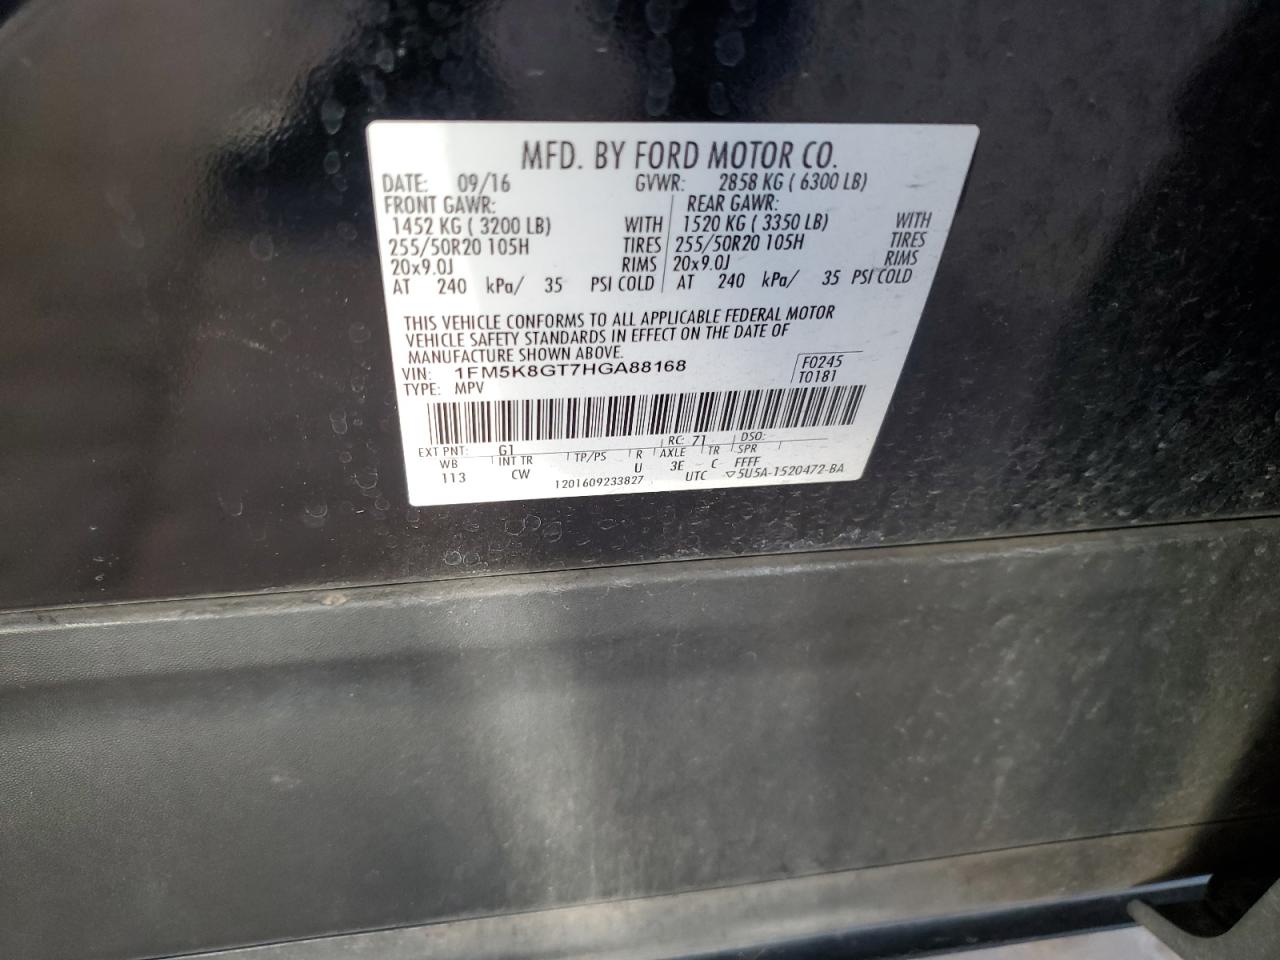 MFD. BY FORD MOTOR CO.
DATE: 09/16 GVWR: 2858 KG ( 6300 LB)
FRONT GAWR: REAR GAWR:
1452 KG ( 3200 LB) WITH 1520 KG ( 3350 LB) WITH
255/50R20 105H TIRES 255/50R20 105H TIRES
20x9.0J RIMS 20x9.0J RIMS
AT 240 kPa/ 35 PSI COLD AT 240 kPa/ 35 PSI COLD
THIS VEHICLE CONFORMS TO ALL APPLICABLE FEDERAL MOTOR
VEHICLE SAFETY STANDARDS IN EFFECT ON THE DATE OF
MANUFACTURE SHOWN ABOVE.
VIN: 1FM5K8GT7HGA88168 F0245
TYPE: MPV T0181
EXT PNT: G1 RC: 71 DSO:
WB INT TR TP/PS R AXLE TR SPR
113 CW U 3E C FFFF
1201609233827 UTC ▽5U5A-1520472-BA